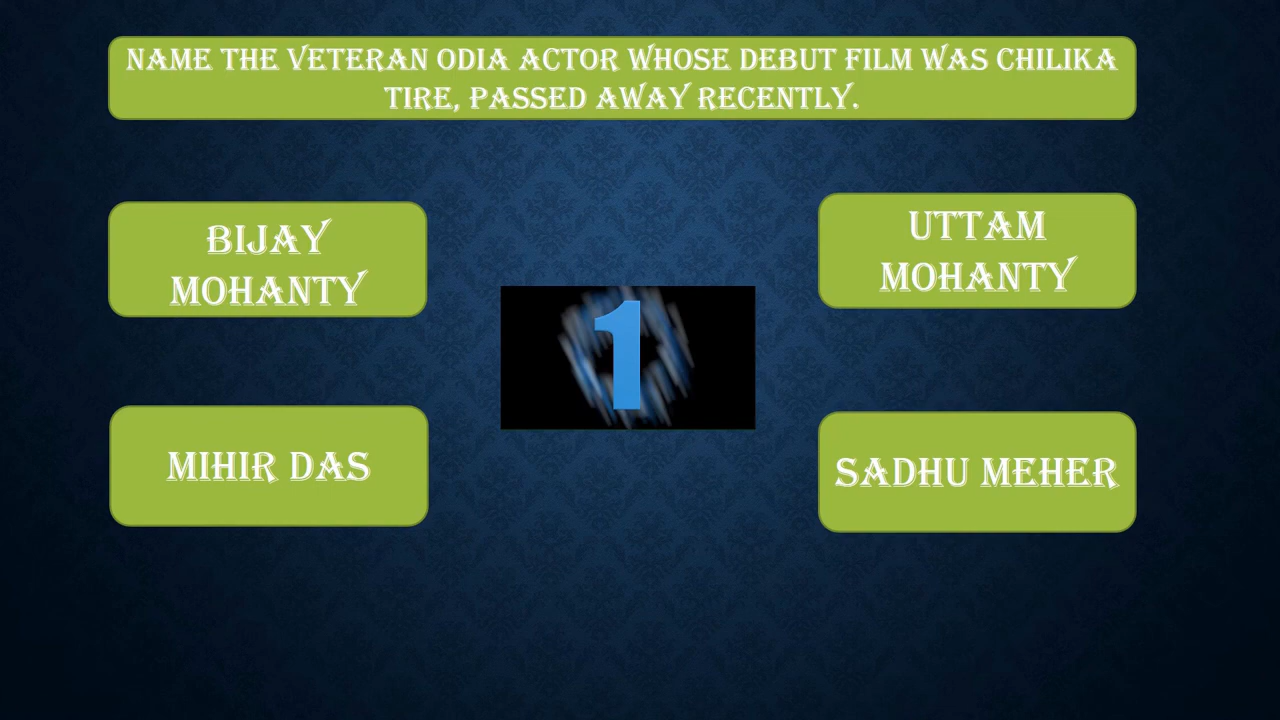 NAME THE VETERAN ODIA ACTOR WHOSE DEBUT FILM WAS CHILIKA
TIRE, PASSED AWAY RECENTLY.
BIJAY
MOHANTY
UTTAM
MOHANTY
1
MIHIR DAS
SADHU MEHER